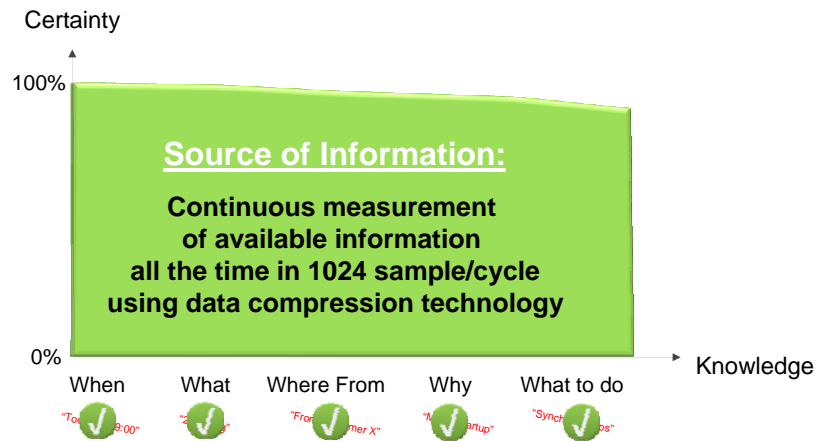 Certainty
100%
Source of Information:
Continuous measurement
of available information
all the time in 1024 sample/cycle
using data compression technology
0%
Knowledge
When What Where From Why What to do